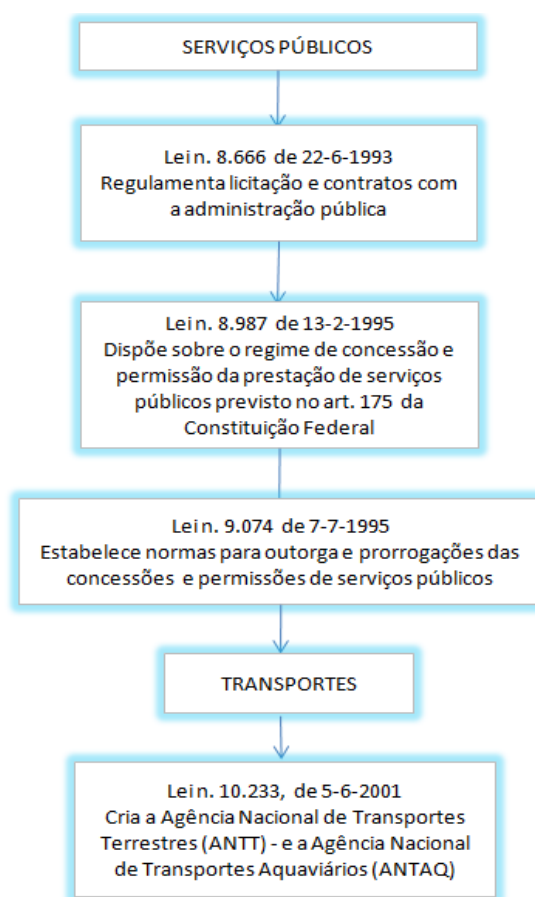 SERVIÇOS PÚBLICOS
Lei n. 8.666 de 22-6-1993
Regulamenta licitação e contratos com
a administração pública
Lei n. 8.987 de 13-2-1995
Dispõe sobre o regime de concessão e
permissão da prestação de serviços
públicos previsto no art. 175 da
Constituição Federal
Lei n. 9.074 de 7-7-1995
Estabelece normas para outorga e prorrogações das
concessões e permissões de serviços públicos
TRANSPORTES
Lei n. 10.233, de 5-6-2001
Cria a Agência Nacional de Transportes
Terrestres (ANTT) - e a Agência Nacional
de Transportes Aquaviários (ANTAQ)